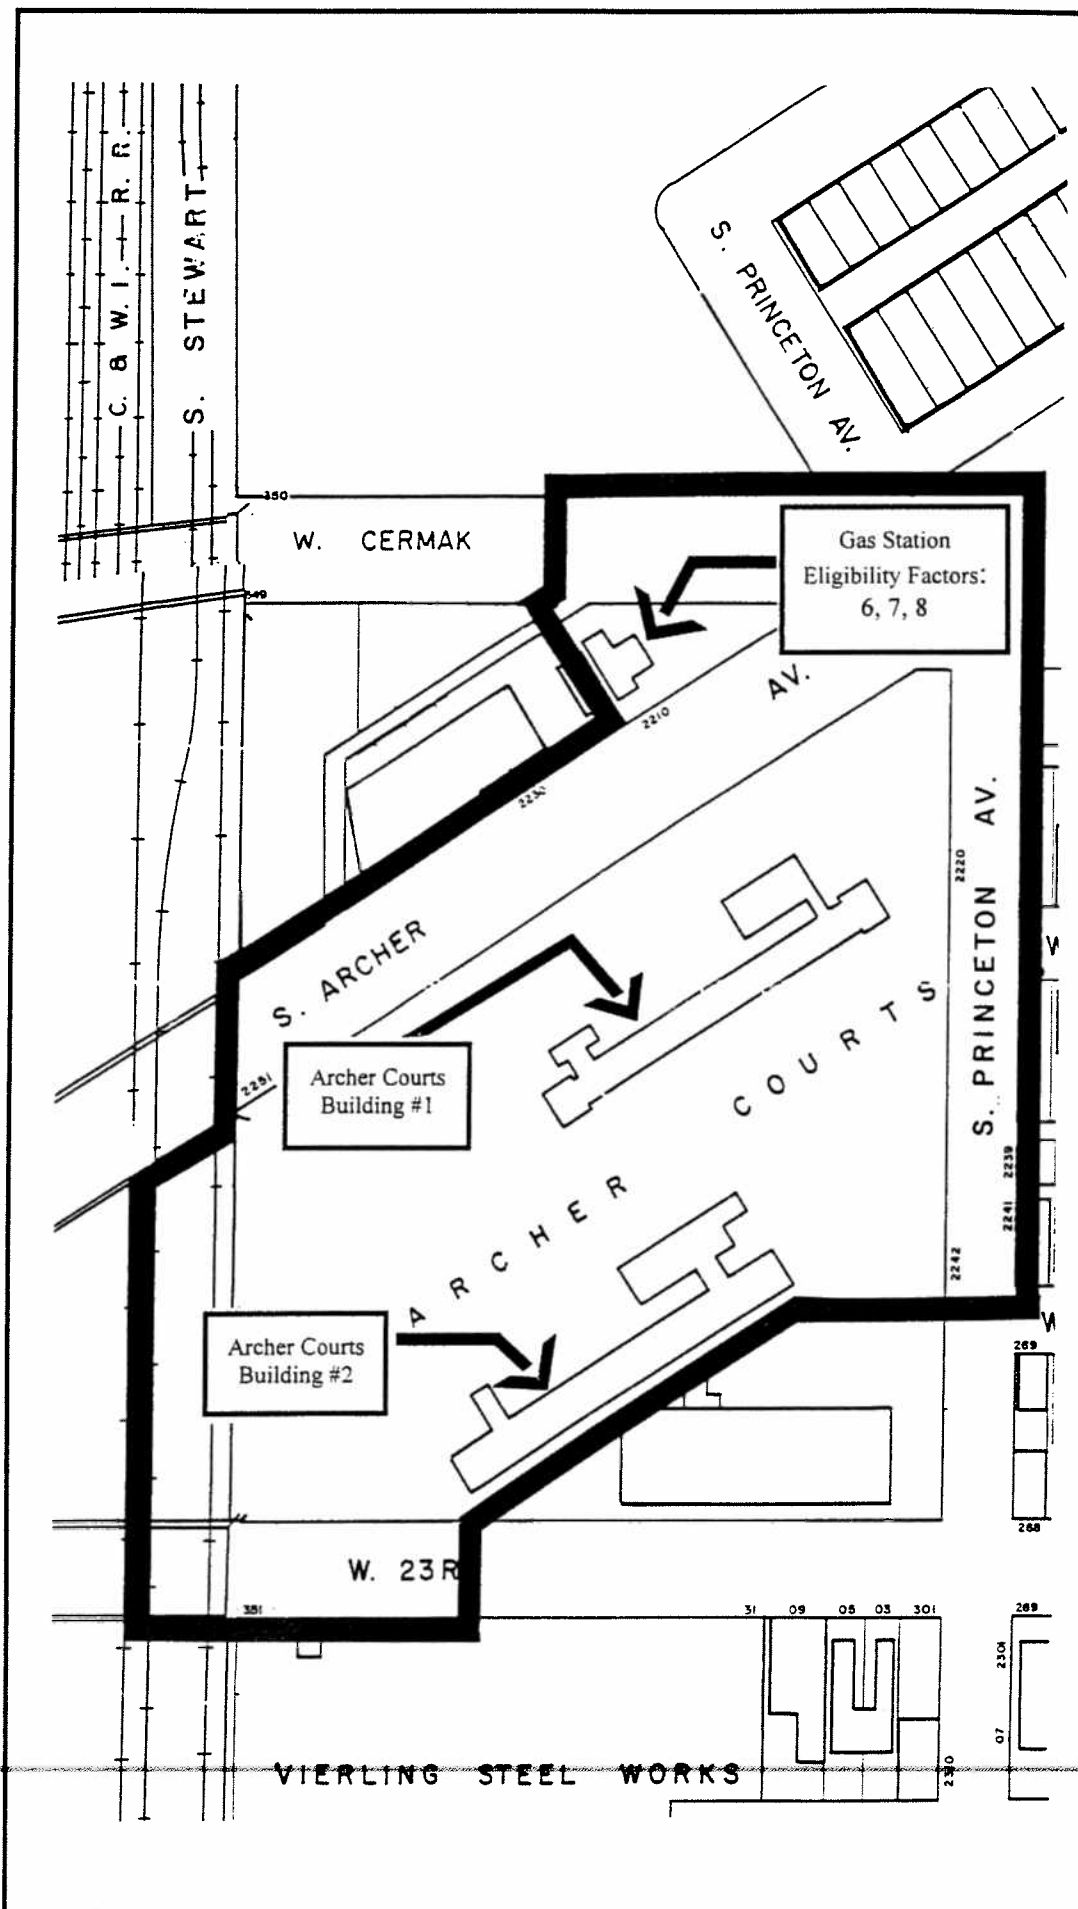 C. & W. I. R. R.
S. STEWART
S. PRINCETON AV.
350
W. CERMAK
349
Gas Station
Eligibility Factors:
6, 7, 8
2210
AV.
2230
2220
S. ARCHER
S. PRINCETON AV.
W
2251
Archer Courts
Building #1
ARCHER COURTS
2239
2241
2242
Archer Courts
Building #2
W
269
268
W. 23R
351
31 09 05 03 301
269
2301
07
VIERLING STEEL WORKS